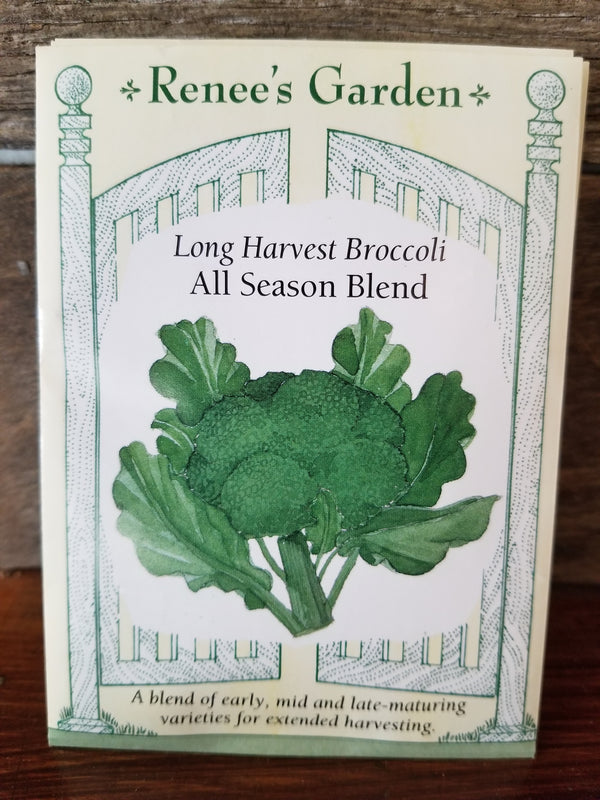 Renee's Garden
Long Harvest Broccoli
All Season Blend
A blend of early, mid and late-maturing
varieties for extended harvesting.